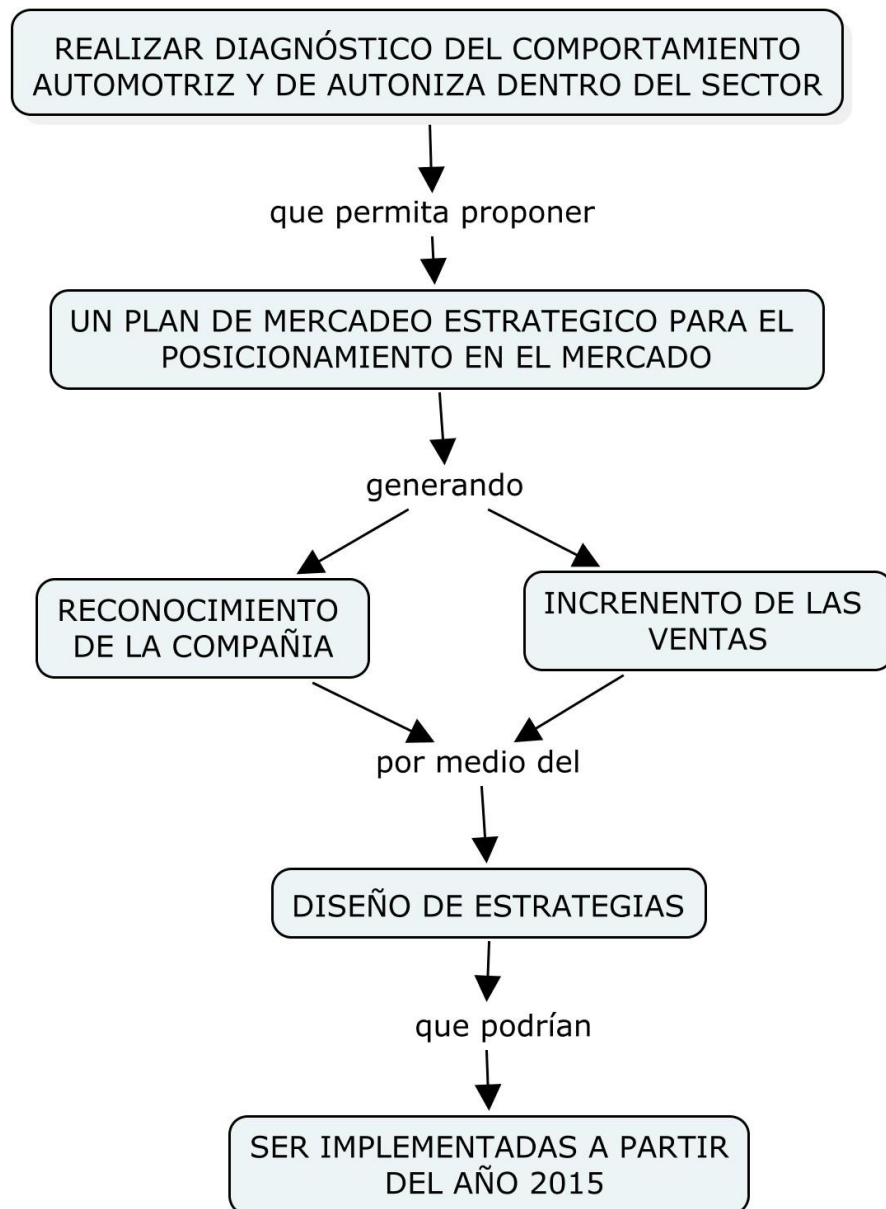 REALIZAR DIAGNÓSTICO DEL COMPORTAMIENTO
AUTOMOTRIZ Y DE AUTONIZA DENTRO DEL SECTOR
que permita proponer
UN PLAN DE MERCADEO ESTRATEGICO PARA EL
POSICIONAMIENTO EN EL MERCADO
generando
RECONOCIMIENTO
DE LA COMPAÑIA
INCRENENTO DE LAS
VENTAS
por medio del
DISEÑO DE ESTRATEGIAS
que podrían
SER IMPLEMENTADAS A PARTIR
DEL AÑO 2015